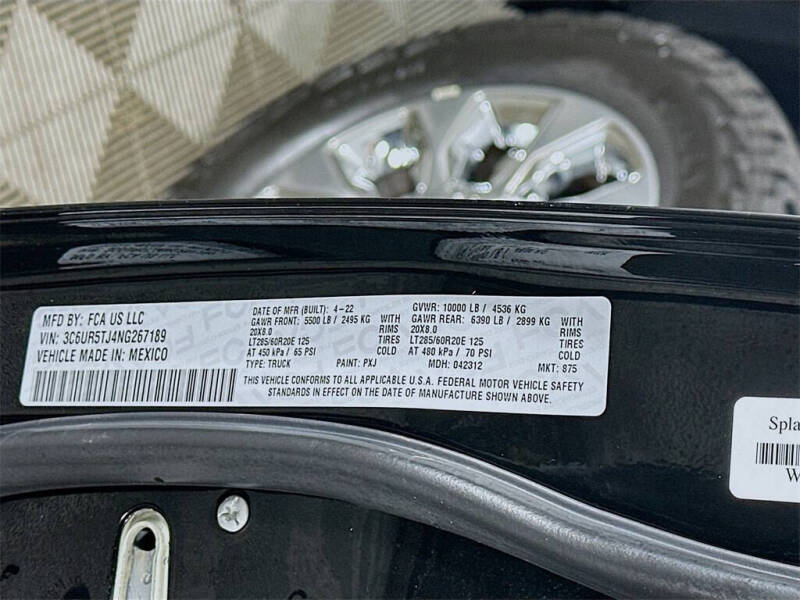 MFD BY: FCA US LLC
VIN: 3C6UR5TJ4NG267189
VEHICLE MADE IN: MEXICO
DATE OF MFR (BUILT): 4-22
GVWR: 10000 LB / 4536 KG
GAWR FRONT: 5500 LB / 2495 KG WITH
GAWR REAR: 6390 LB / 2899 KG WITH
20X8.0 RIMS
20X8.0 RIMS
LT285/60R20E 125 TIRES
LT285/60R20E 125 TIRES
AT 450 kPa / 65 PSI COLD
AT 480 kPa / 70 PSI COLD
TYPE: TRUCK PAINT: PXJ MDH: 042312 MKT: 875
THIS VEHICLE CONFORMS TO ALL APPLICABLE U.S.A. FEDERAL MOTOR VEHICLE SAFETY
STANDARDS IN EFFECT ON THE DATE OF MANUFACTURE SHOWN ABOVE.
Spla
W